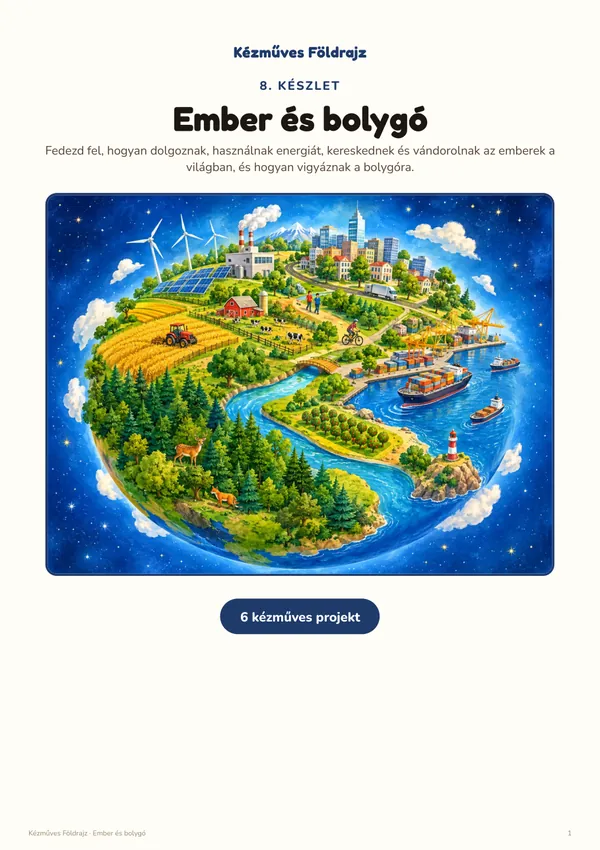 Kézműves Földrajz
8. KÉSZLET
Ember és bolygó
Fedezd fel, hogyan dolgoznak, használnak energiát, kereskednek és vándorolnak az emberek a
világban, és hogyan vigyáznak a bolygóra.
6 kézműves projekt
Kézműves Földrajz · Ember és bolygó
1